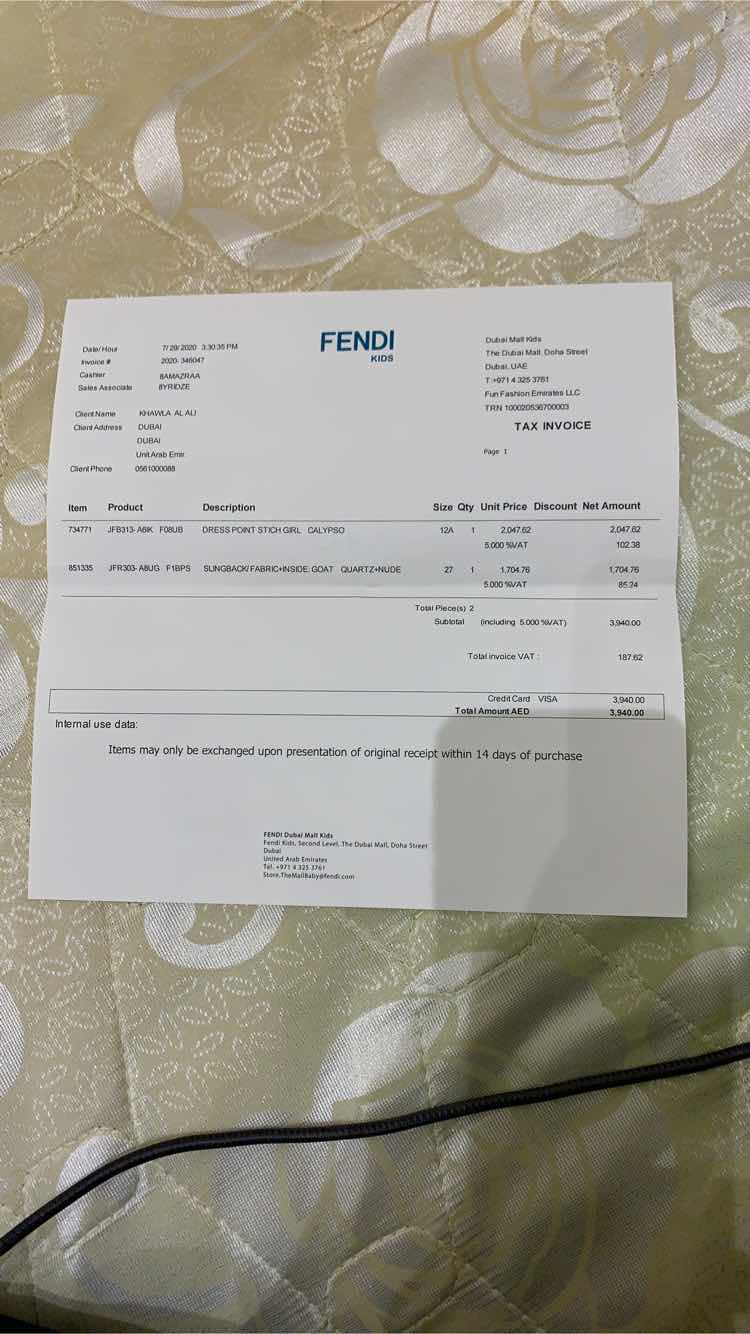 FENDI
KIDS
Date/Hour 7/29/2020 3:30:35 PM
Invoice # 2020- 346047
Cashier 8AMAZRAA
Sales Associate 8YRIDZE
Client Name KHAWLA AL ALI
Client Address DUBAI
DUBAI
Unit.Arab Emir.
Client Phone 0561000088
Dubai Mall Kids
The Dubai Mall, Doha Street
Dubai, UAE
T:+971 4 325 3761
Fun Fashion Emirates LLC
TRN 100020536700003
TAX INVOICE
Page 1
Item Product Description Size Qty Unit Price Discount Net Amount
734771 JFB313-A6IK F08UB DRESS POINT STICH GIRL CALYPSO 12A 1 2,047.62 2,047.62
5.000 %VAT 102.38
851335 JFR303-A8UG F1BPS SLINGBACK/FABRIC+INSIDE:GOAT QUARTZ+NUDE 27 1 1,704.76 1,704.76
5.000 %VAT 85.24
Total Piece(s) 2
Subtotal (including 5.000 %VAT) 3,940.00
Total invoice VAT : 187.62
Credit Card VISA 3,940.00
Total Amount AED 3,940.00
Internal use data:
Items may only be exchanged upon presentation of original receipt within 14 days of purchase
FENDI Dubai Mall Kids
Fendi Kids, Second Level, The Dubai Mall, Doha Street
Dubai
United Arab Emirates
Tel. +971 4 325 3761
Store.TheMallBaby@fendi.com